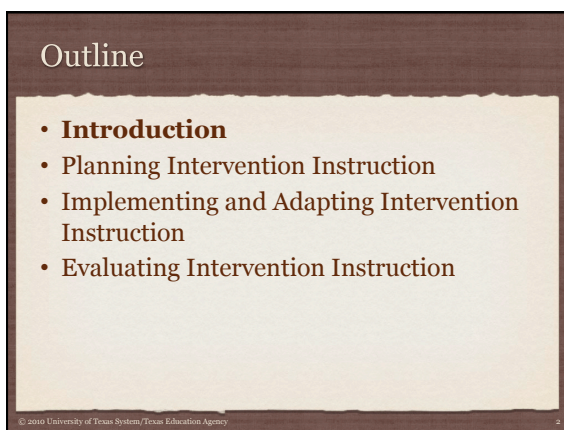 Outline
• Introduction
• Planning Intervention Instruction
• Implementing and Adapting Intervention
Instruction
• Evaluating Intervention Instruction
© 2010 University of Texas System/Texas Education Agency
2